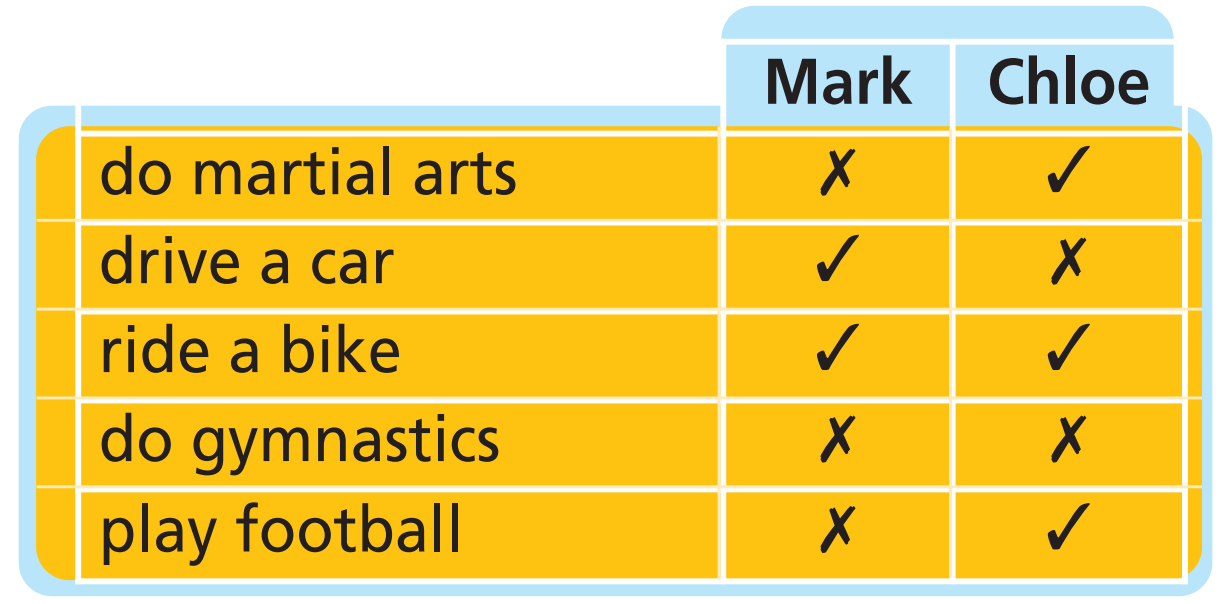 Mark Chloe
do martial arts ✗ ✓
drive a car ✓ ✗
ride a bike ✓ ✓
do gymnastics ✗ ✗
play football ✗ ✓